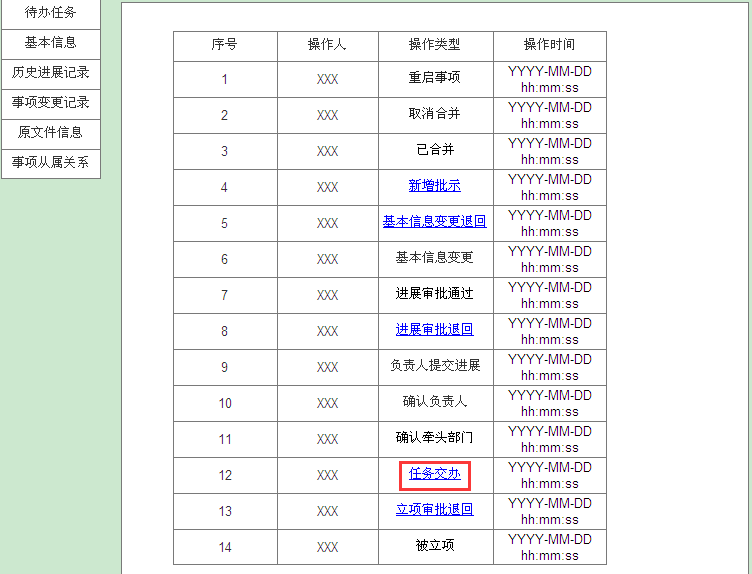 待办任务
基本信息
历史进展记录
事项变更记录
原文件信息
事项从属关系
序号 操作人 操作类型 操作时间
1 XXX 重启事项 YYYY-MM-DD hh:mm:ss
2 XXX 取消合并 YYYY-MM-DD hh:mm:ss
3 XXX 已合并 YYYY-MM-DD hh:mm:ss
4 XXX 新增批示 YYYY-MM-DD hh:mm:ss
5 XXX 基本信息变更退回 YYYY-MM-DD hh:mm:ss
6 XXX 基本信息变更 YYYY-MM-DD hh:mm:ss
7 XXX 进展审批通过 YYYY-MM-DD hh:mm:ss
8 XXX 进展审批退回 YYYY-MM-DD hh:mm:ss
9 XXX 负责人提交进展 YYYY-MM-DD hh:mm:ss
10 XXX 确认负责人 YYYY-MM-DD hh:mm:ss
11 XXX 确认牵头部门 YYYY-MM-DD hh:mm:ss
12 XXX 任务交办 YYYY-MM-DD hh:mm:ss
13 XXX 立项审批退回 YYYY-MM-DD hh:mm:ss
14 XXX 被立项 YYYY-MM-DD hh:mm:ss